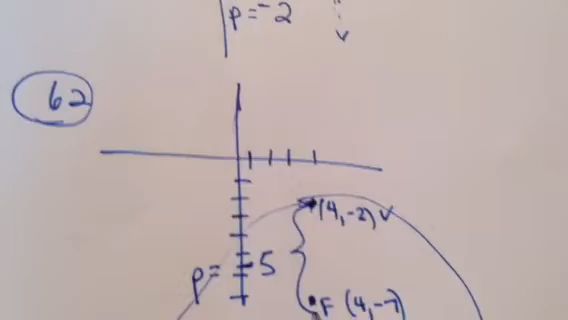 p=-2
v
62
(4,-2) V
p=-5
F (4,-7)